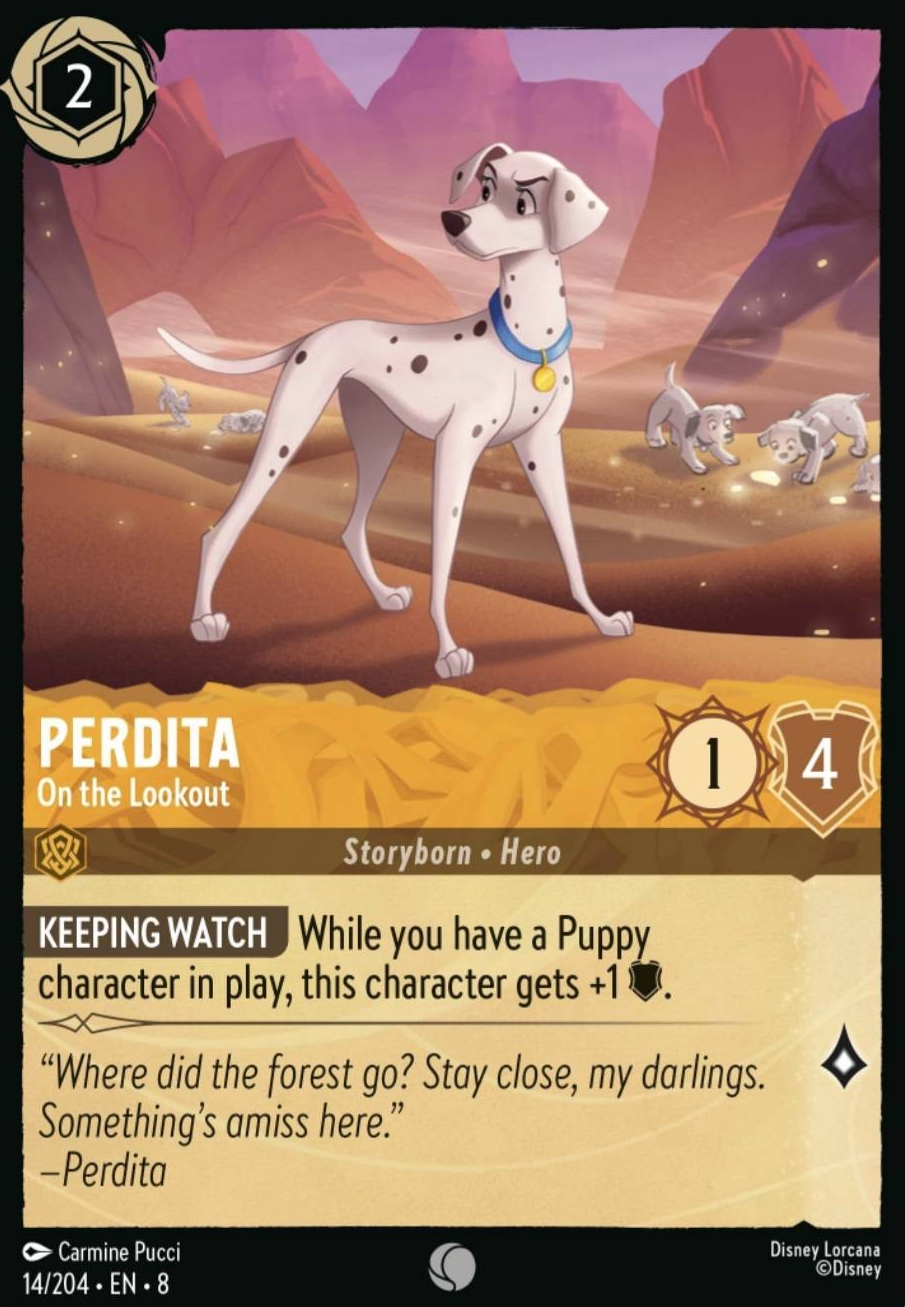 2
PERDITA
On the Lookout
1
4
Storyborn • Hero
KEEPING WATCH While you have a Puppy
character in play, this character gets +1 .
“Where did the forest go? Stay close, my darlings.
Something’s amiss here.”
–Perdita
Carmine Pucci
14/204 • EN • 8
Disney Lorcana
©Disney